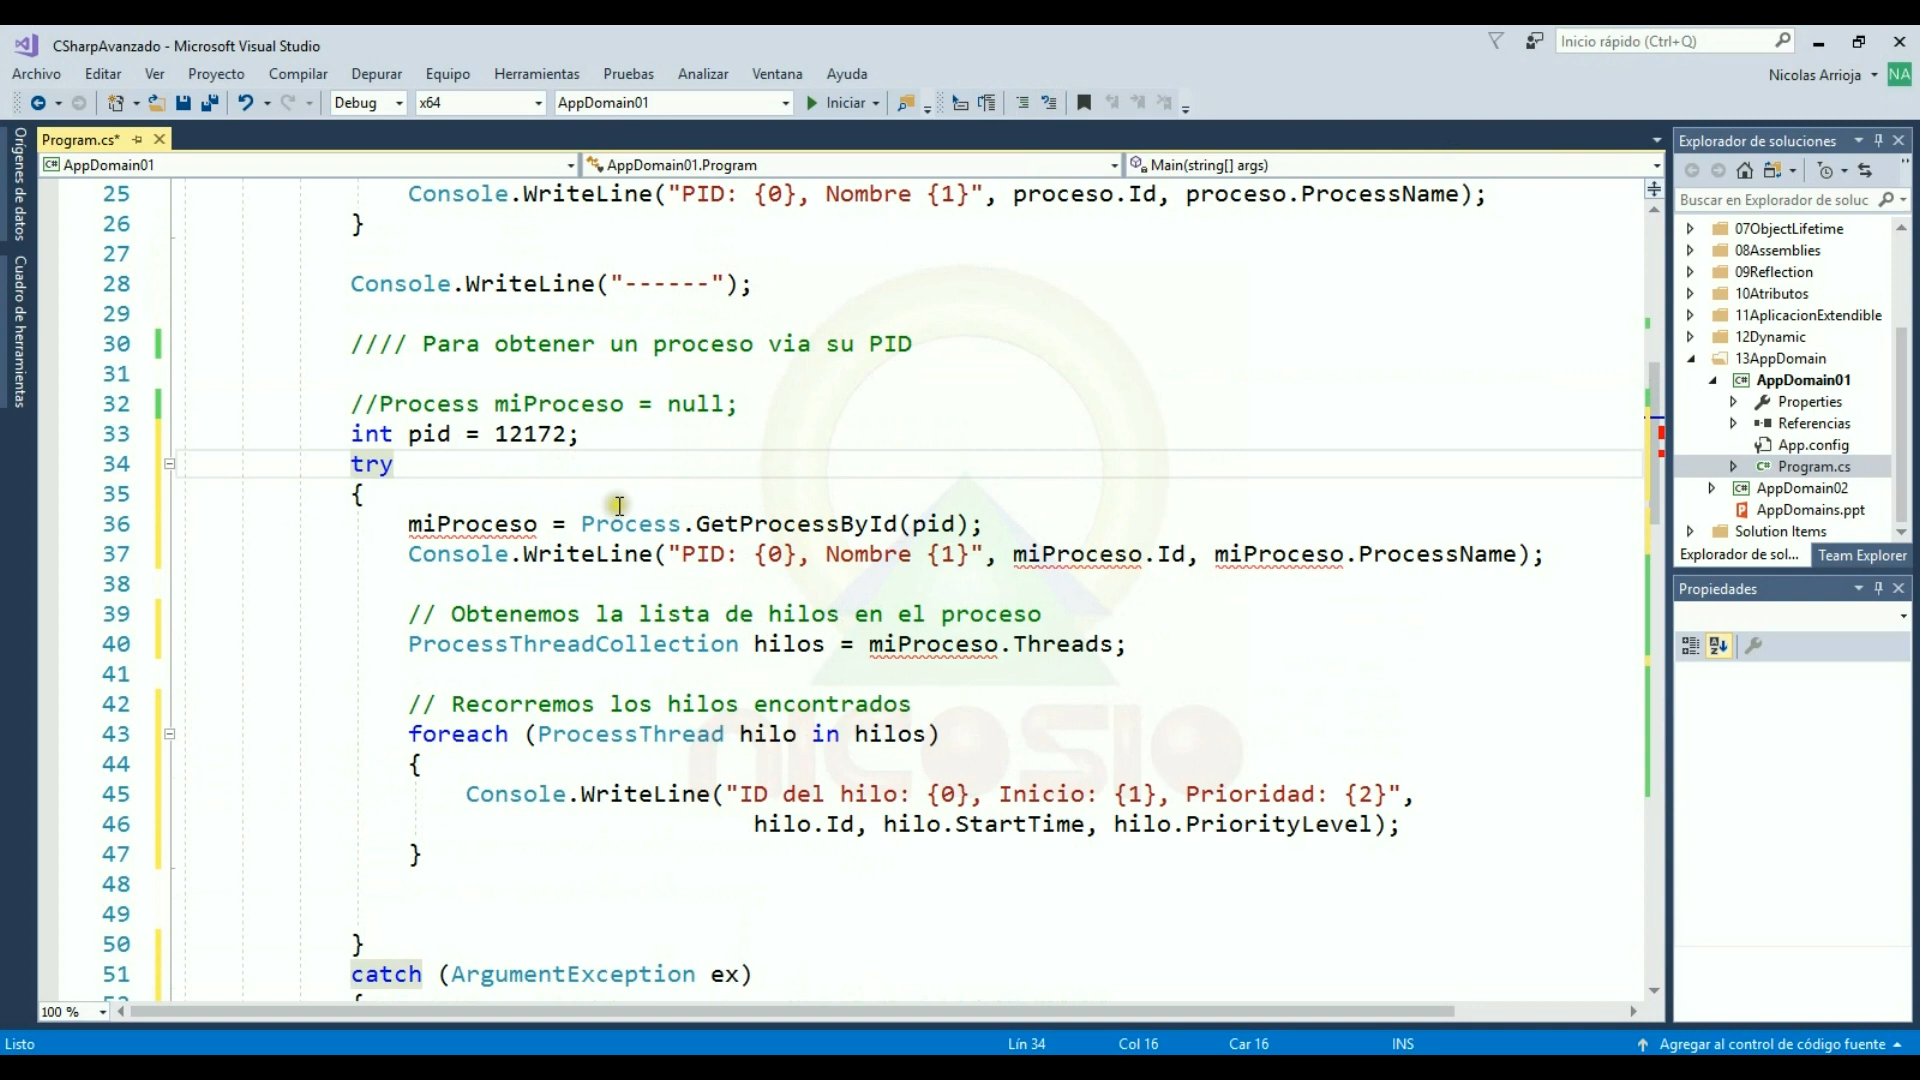 CSharpAvanzado - Microsoft Visual Studio
Inicio rápido (Ctrl+Q)
Archivo Editar Ver Proyecto Compilar Depurar Equipo Herramientas Pruebas Analizar Ventana Ayuda
Nicolas Arrioja NA
Debug x64 AppDomain01 Iniciar
Orígenes de datos
Cuadro de herramientas
Program.cs*
AppDomain01 AppDomain01.Program Main(string[] args)
25 Console.WriteLine("PID: {0}, Nombre {1}", proceso.Id, proceso.ProcessName);
26 }
27
28 Console.WriteLine("------");
29
30 //// Para obtener un proceso via su PID
31
32 //Process miProceso = null;
33 int pid = 12172;
34 try
35 {
36 miProceso = Process.GetProcessById(pid);
37 Console.WriteLine("PID: {0}, Nombre {1}", miProceso.Id, miProceso.ProcessName);
38
39 // Obtenemos la lista de hilos en el proceso
40 ProcessThreadCollection hilos = miProceso.Threads;
41
42 // Recorremos los hilos encontrados
43 foreach (ProcessThread hilo in hilos)
44 {
45 Console.WriteLine("ID del hilo: {0}, Inicio: {1}, Prioridad: {2}",
46 hilo.Id, hilo.StartTime, hilo.PriorityLevel);
47 }
48
49
50 }
51 catch (ArgumentException ex)
{
NICOSIO
100 %
Explorador de soluciones
Buscar en Explorador de soluc
07ObjectLifetime
08Assemblies
09Reflection
10Atributos
11AplicacionExtendible
12Dynamic
13AppDomain
AppDomain01
Properties
Referencias
App.config
Program.cs
AppDomain02
AppDomains.ppt
Solution Items
Explorador de sol... Team Explorer
Propiedades
Listo Lín 34 Col 16 Car 16 INS Agregar al control de código fuente